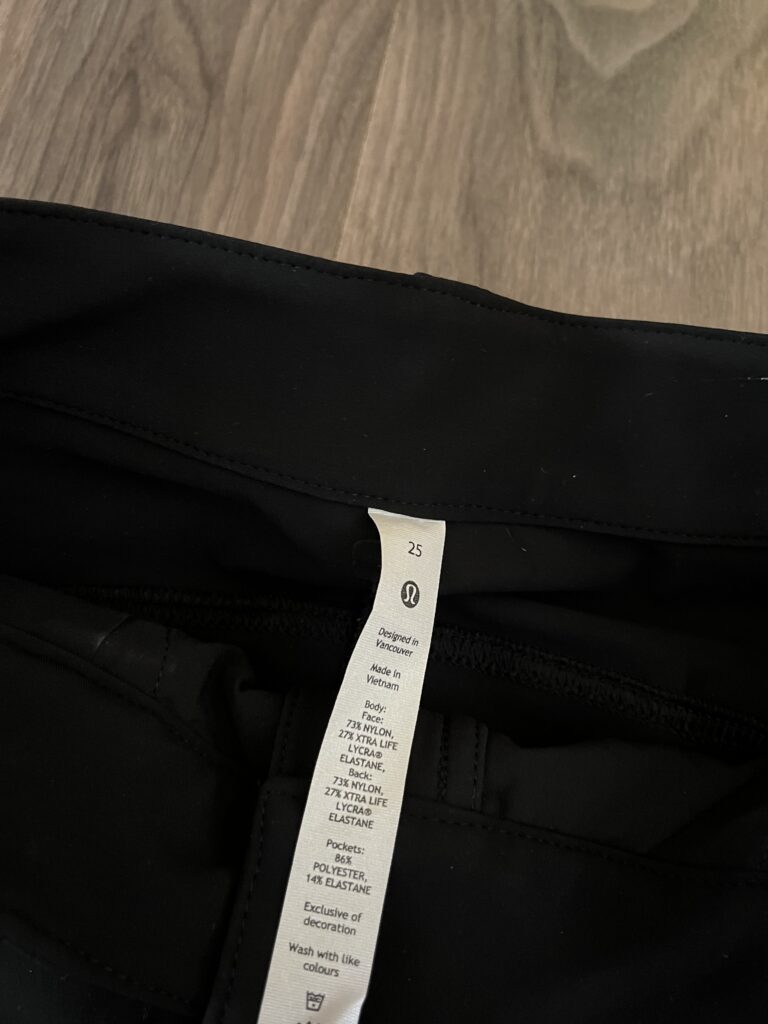 25
Designed in
Vancouver
Made in
Vietnam
Body:
Face:
73% NYLON,
27% XTRA LIFE
LYCRA®
ELASTANE,
Back:
73% NYLON,
27% XTRA LIFE
LYCRA®
ELASTANE
Pockets:
86%
POLYESTER,
14% ELASTANE
Exclusive of
decoration
Wash with like
colours